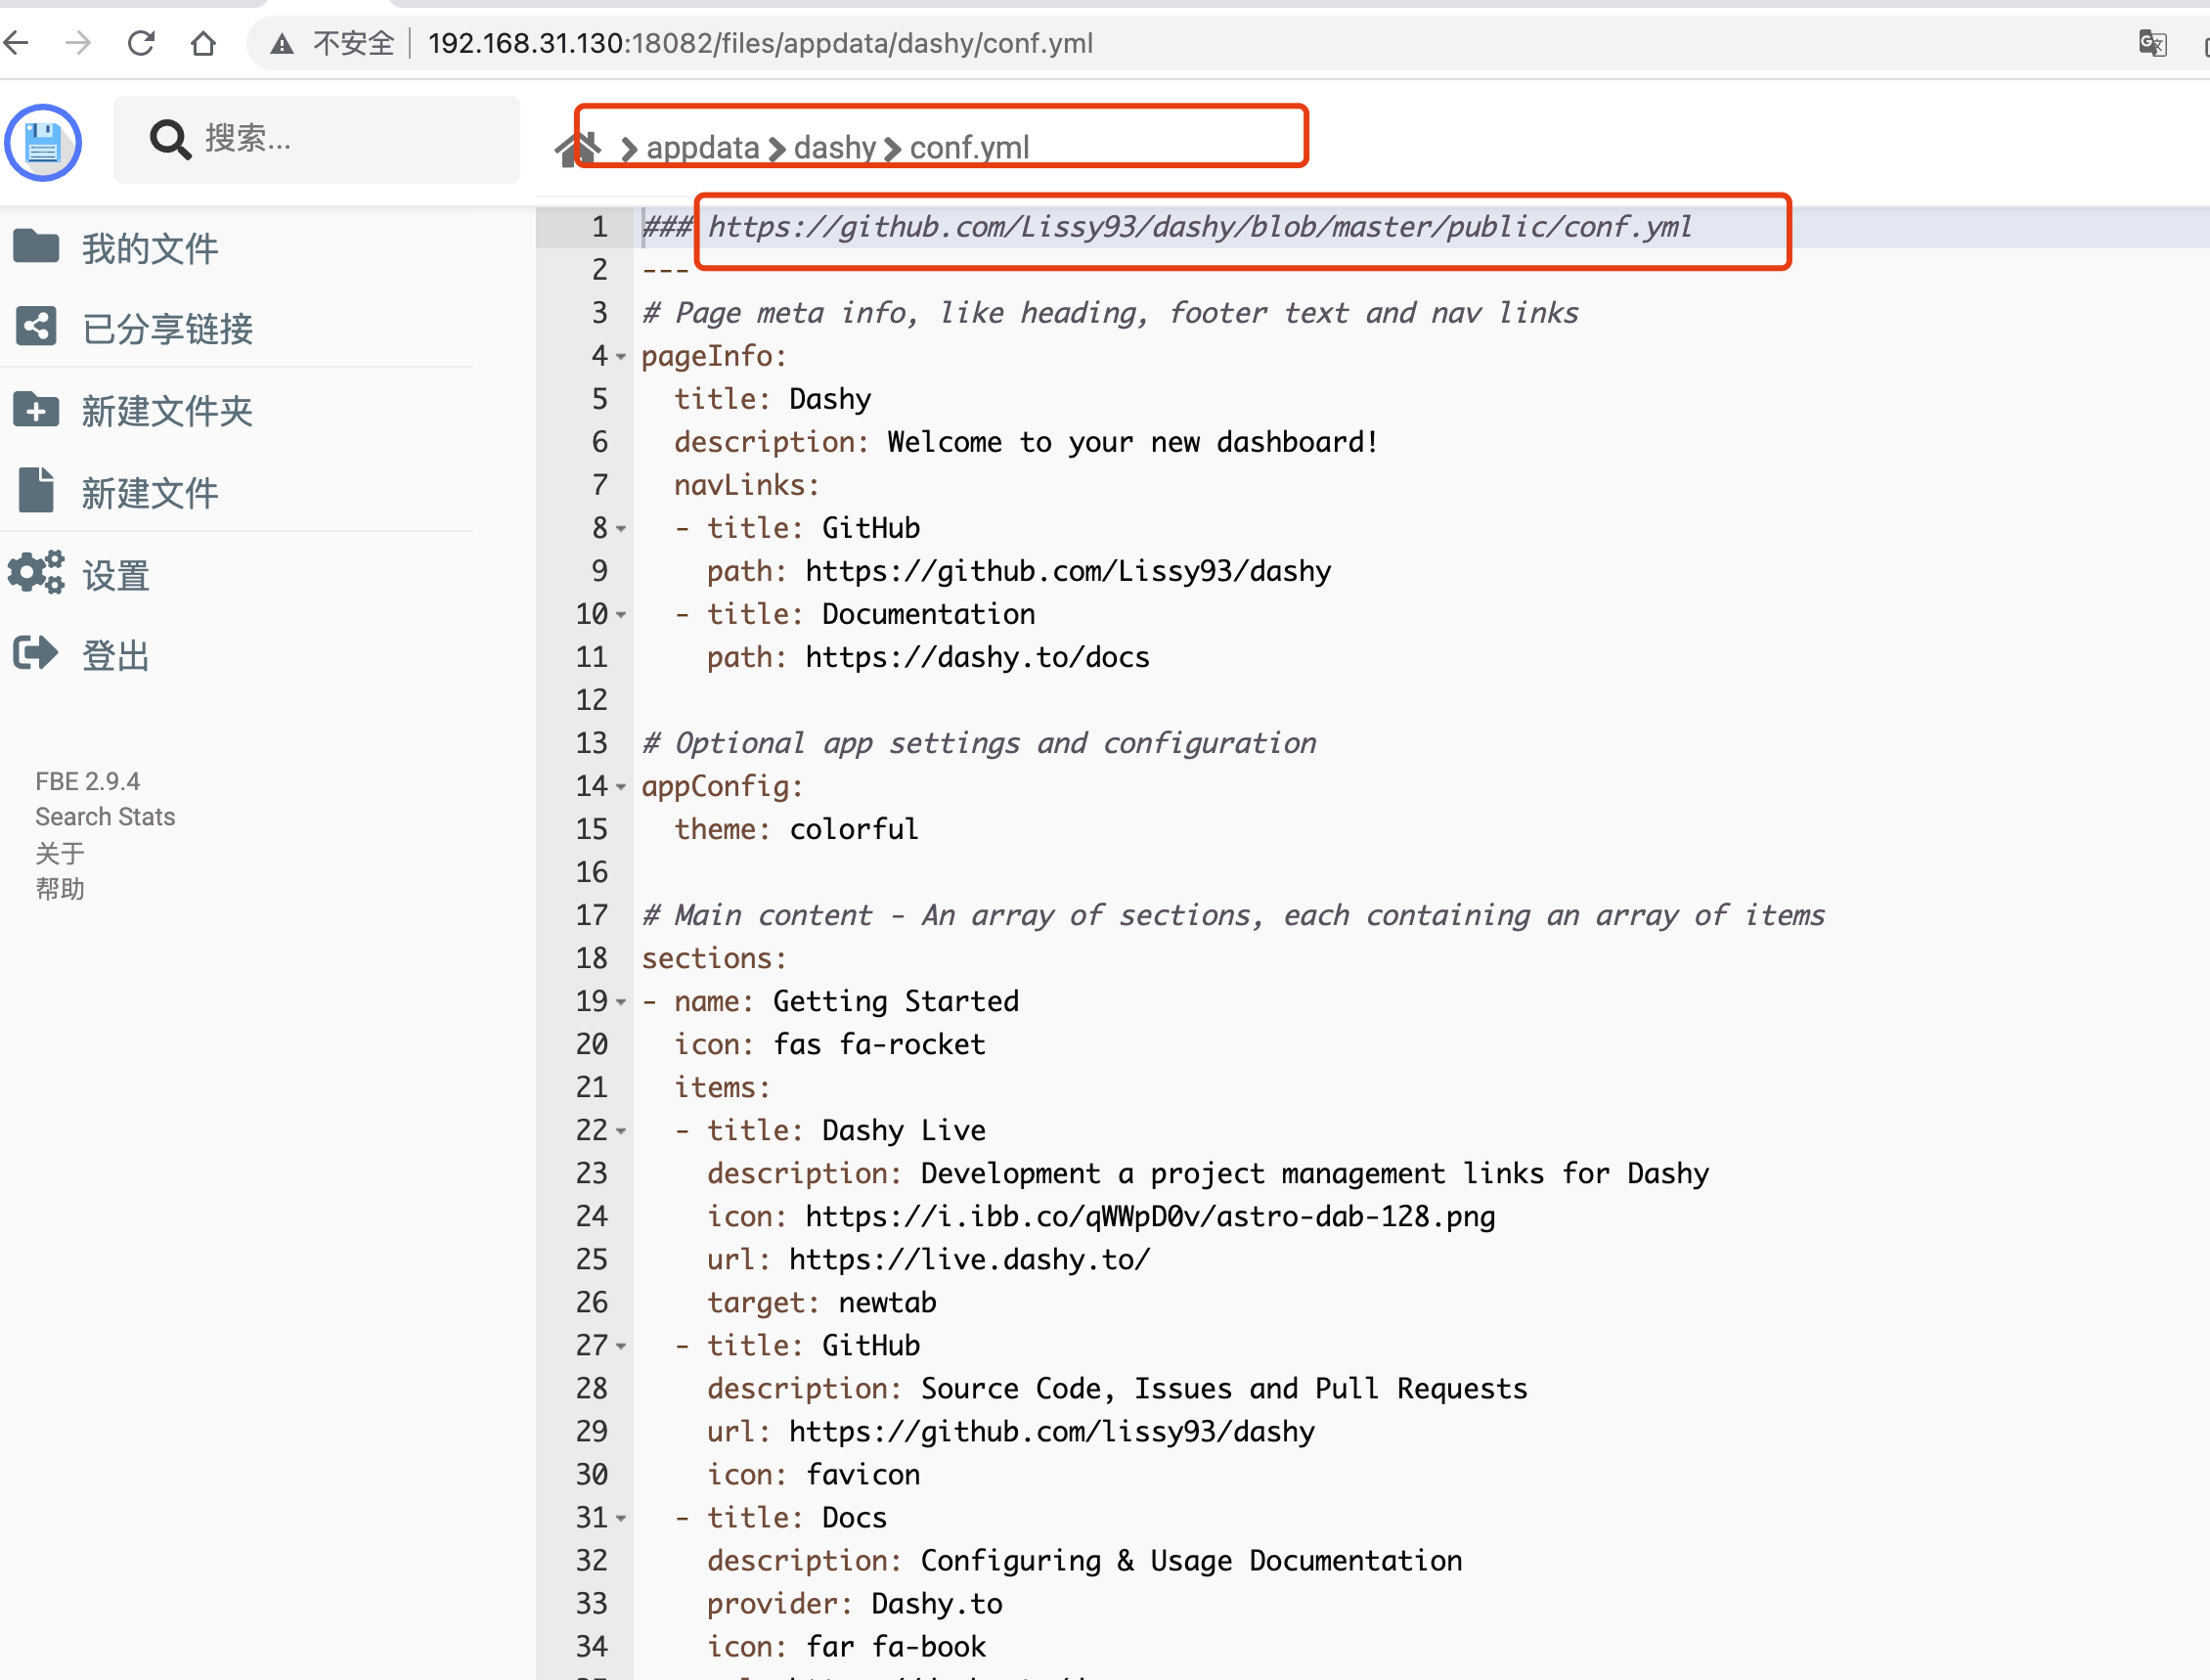 不安全 192.168.31.130:18082/files/appdata/dashy/conf.yml
搜索...
appdata dashy conf.yml
我的文件
已分享链接
新建文件夹
新建文件
设置
登出
FBE 2.9.4
Search Stats
关于
帮助
1 ### https://github.com/Lissy93/dashy/blob/master/public/conf.yml
2 ---
3 # Page meta info, like heading, footer text and nav links
4 pageInfo:
5 title: Dashy
6 description: Welcome to your new dashboard!
7 navLinks:
8 - title: GitHub
9 path: https://github.com/Lissy93/dashy
10 - title: Documentation
11 path: https://dashy.to/docs
12
13 # Optional app settings and configuration
14 appConfig:
15 theme: colorful
16
17 # Main content - An array of sections, each containing an array of items
18 sections:
19 - name: Getting Started
20 icon: fas fa-rocket
21 items:
22 - title: Dashy Live
23 description: Development a project management links for Dashy
24 icon: https://i.ibb.co/qWWpD0v/astro-dab-128.png
25 url: https://live.dashy.to/
26 target: newtab
27 - title: GitHub
28 description: Source Code, Issues and Pull Requests
29 url: https://github.com/lissy93/dashy
30 icon: favicon
31 - title: Docs
32 description: Configuring & Usage Documentation
33 provider: Dashy.to
34 icon: far fa-book